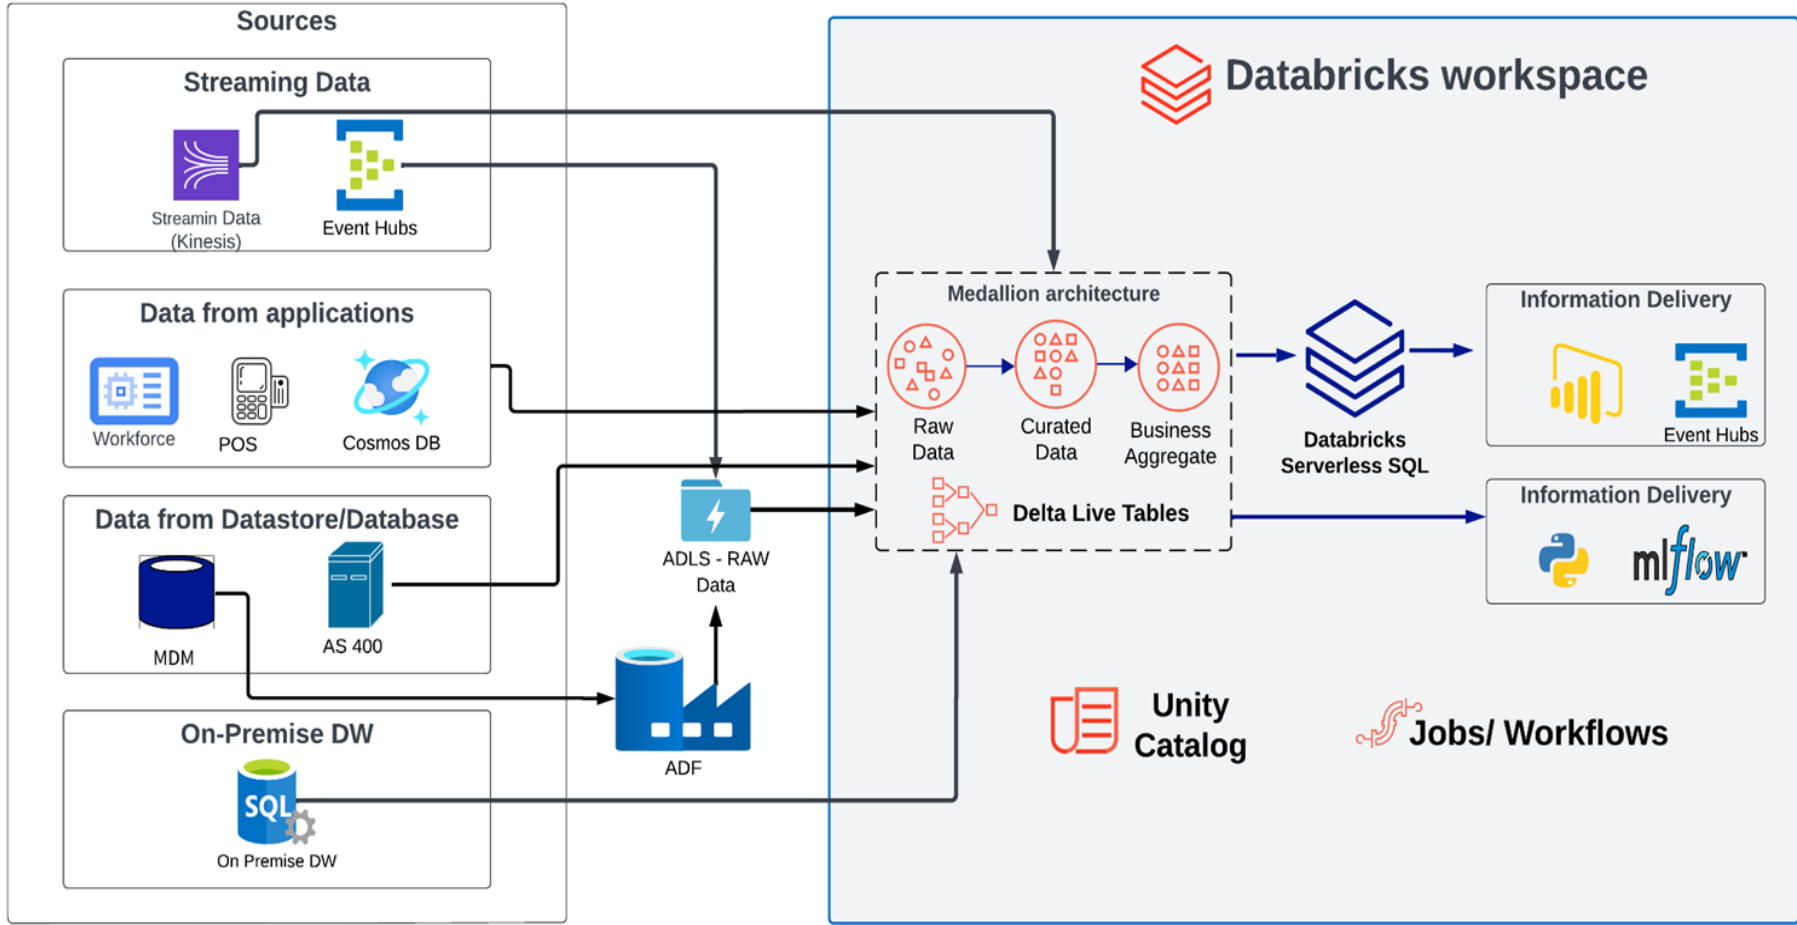 Sources
Streaming Data
Streamin Data
(Kinesis)
Event Hubs
Data from applications
Workforce
POS
Cosmos DB
Data from Datastore/Database
MDM
AS 400
On-Premise DW
SQL
On Premise DW
ADLS - RAW
Data
ADF
Databricks workspace
Medallion architecture
Raw
Data
Curated
Data
Business
Aggregate
Delta Live Tables
Databricks
Serverless SQL
Information Delivery
Event Hubs
Information Delivery
mlflow™
Unity
Catalog
Jobs/ Workflows